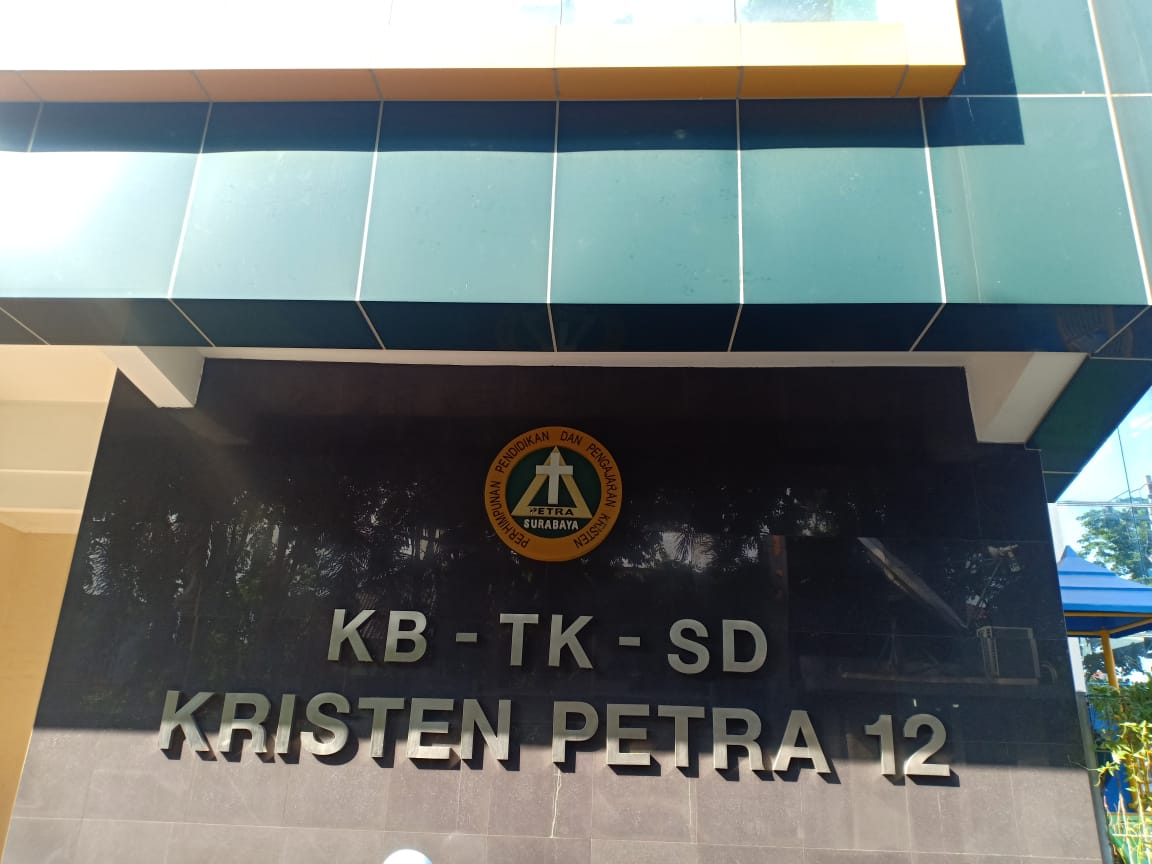 PERHIMPUNAN PENDIDIKAN DAN PENGAJARAN KRISTEN
PETRA
SURABAYA
KB - TK - SD
KRISTEN PETRA 12